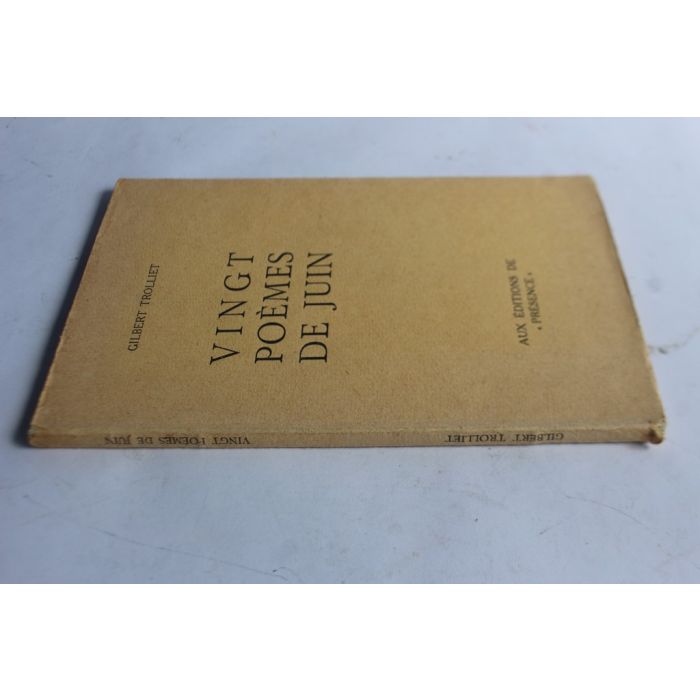 GILBERT TROLLIET
VINGT
POÈMES
DE JUIN
AUX ÉDITIONS DE
« PRÉSENCE »
VINGT POÈMES DE JUIN
GILBERT TROLLIET